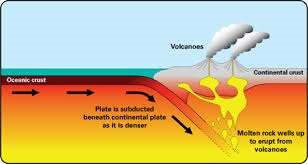 Volcanoes
Oceanic crust
Continental crust
Plate is subducted
beneath continental plate
as it is denser
Molten rock wells up
to erupt from
volcanoes